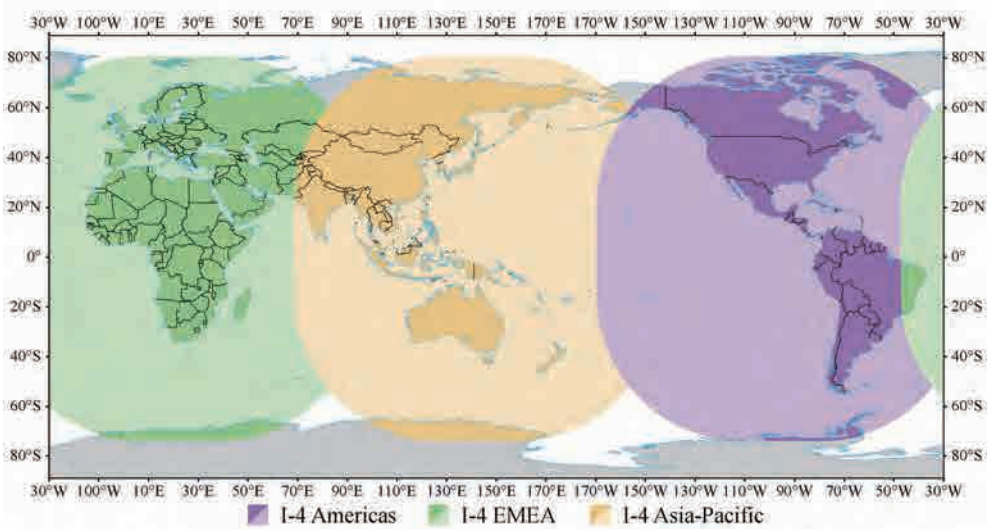 30°W 100°W 10°E 30°E 50°E 70°E 90°E 110°E 130°E 150°E 170°E 170°W 150°W 130°W 110°W 90°W 70°W 50°W 30°W
80°N 80°N
60°N 60°N
40°N 40°N
20°N 20°N
0° 0°
20°S 20°S
40°S 40°S
60°S 60°S
80°S 80°S
30°W 100°W 10°E 30°E 50°E 70°E 90°E 110°E 130°E 150°E 170°E 170°W 150°W 130°W 110°W 90°W 70°W 50°W 30°W
I-4 Americas I-4 EMEA I-4 Asia-Pacific